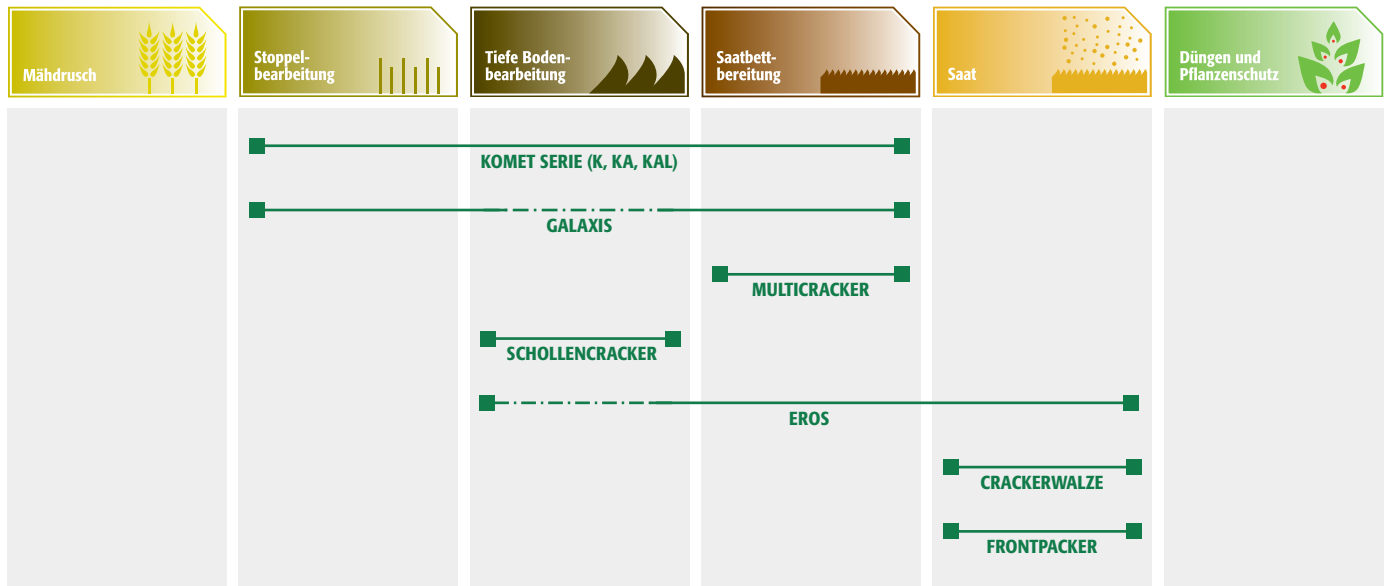 Mähdrusch
Stoppel-
bearbeitung
Tiefe Boden-
bearbeitung
Saatbett-
bereitung
Saat
Düngen und
Pflanzenschutz
KOMET SERIE (K, KA, KAL)
GALAXIS
MULTICRACKER
SCHOLLENCRACKER
EROS
CRACKERWALZE
FRONTPACKER